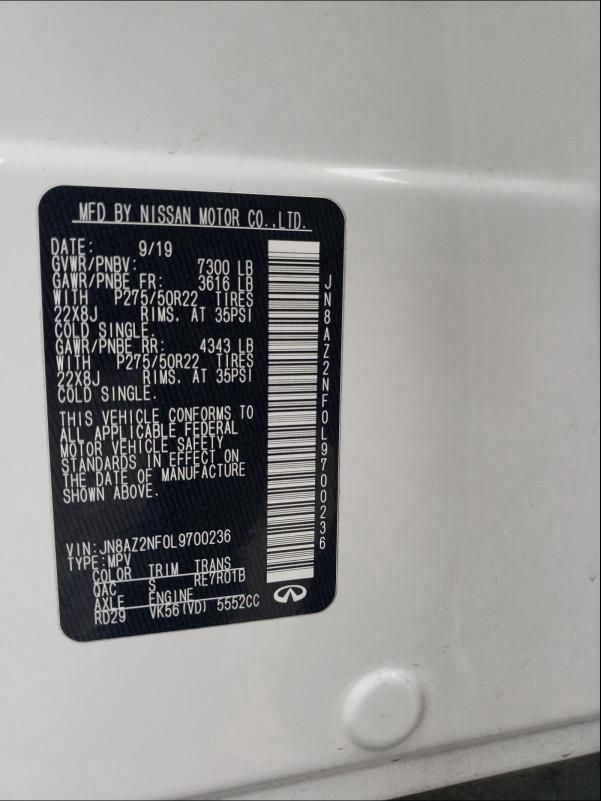 MFD BY NISSAN MOTOR CO.,LTD.
DATE: 9/19
GVWR/PNBV: 7300 LB
GAWR/PNBE FR: 3616 LB
WITH P275/50R22 TIRES
22X8J RIMS. AT 35PSI
COLD SINGLE.
GAWR/PNBE RR: 4343 LB
WITH P275/50R22 TIRES
22X8J RIMS. AT 35PSI
COLD SINGLE.
THIS VEHICLE CONFORMS TO
ALL APPLICABLE FEDERAL
MOTOR VEHICLE SAFETY
STANDARDS IN EFFECT ON
THE DATE OF MANUFACTURE
SHOWN ABOVE.
VIN:JN8AZ2NF0L9700236
TYPE:MPV
COLOR TRIM TRANS
QAC S RE7R01B
AXLE ENGINE
RD29 VK56(VD) 5552CC
JN8AZ2NF0L9700236